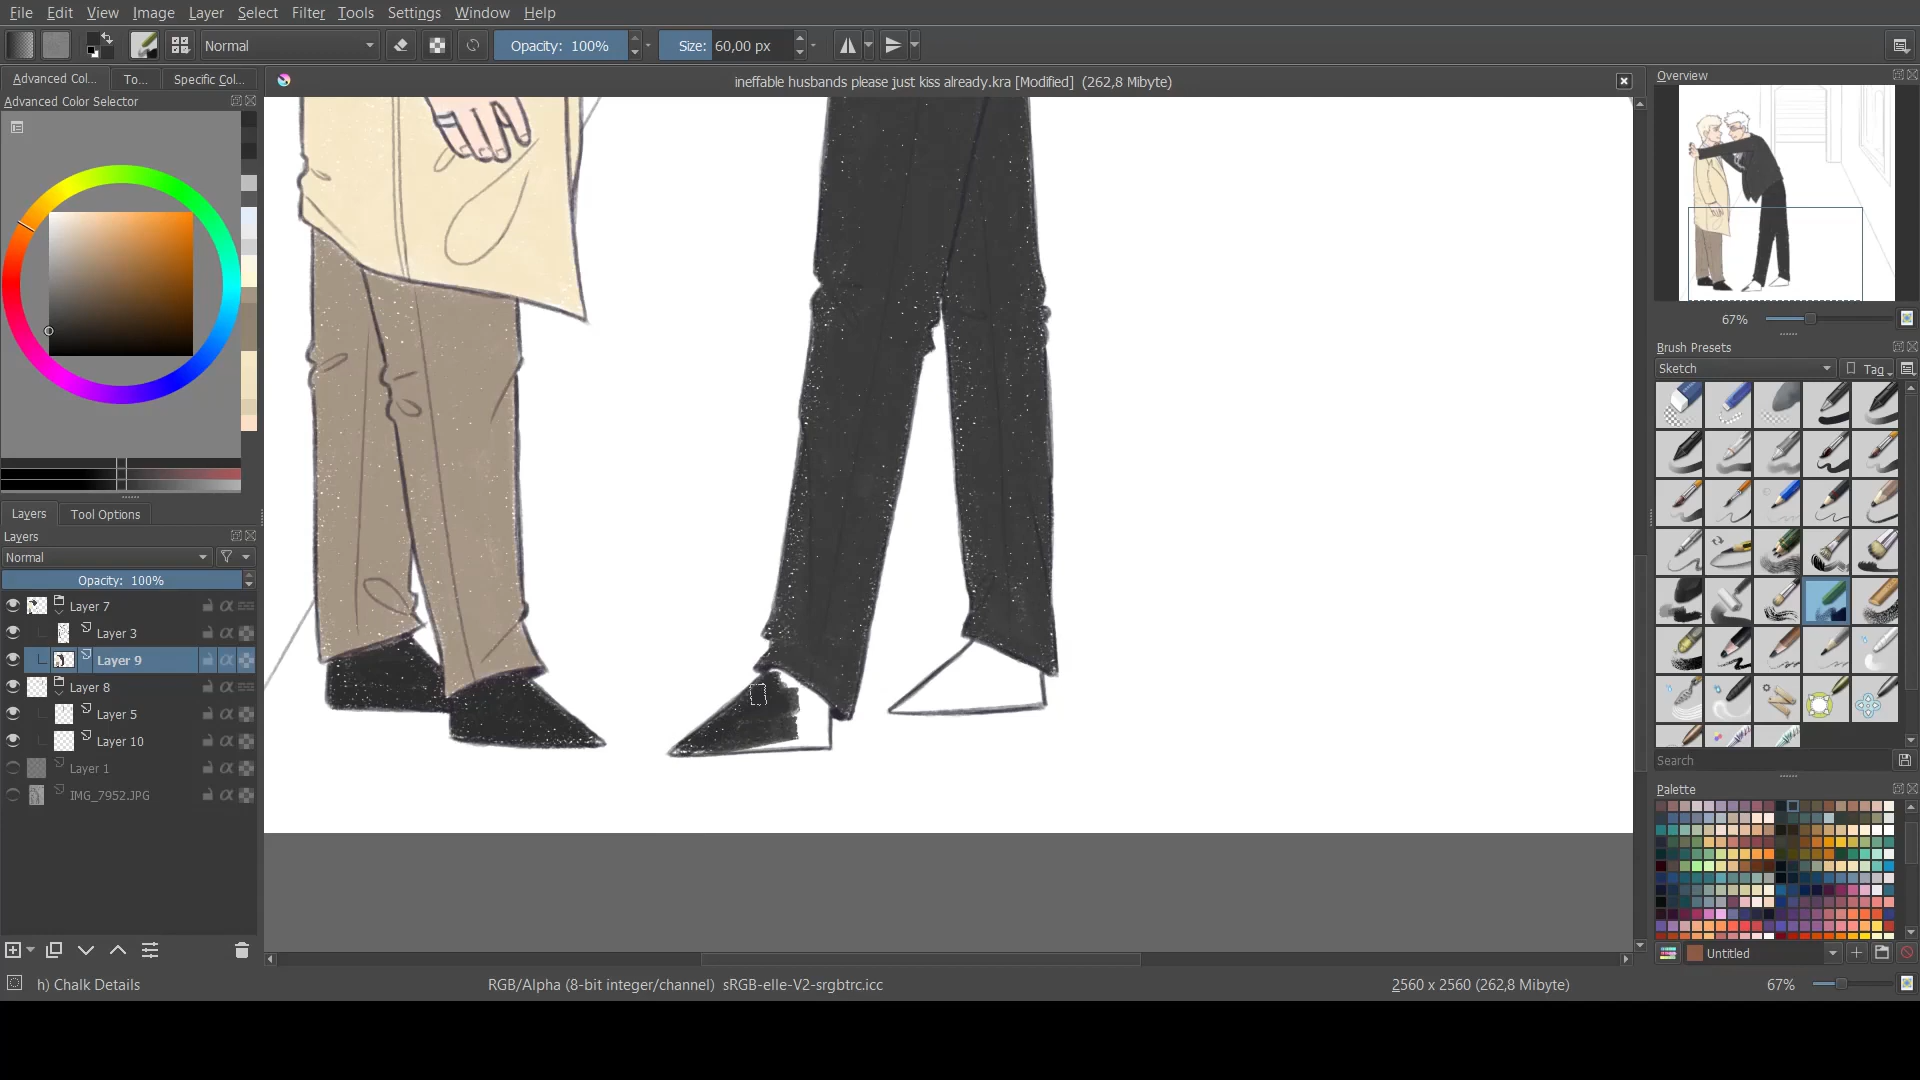 File Edit View Image Layer Select Filter Tools Settings Window Help
Normal Opacity: 100% Size: 60,00 px
Advanced Col... To... Specific Col...
ineffable husbands please just kiss already.kra [Modified] (262,8 Mibyte)
Overview
Advanced Color Selector
67%
Brush Presets
Sketch Tag
Layers Tool Options
Layers
Normal
Opacity: 100%
Layer 7
Layer 3
Layer 9
Layer 8
Layer 5
Layer 10
Layer 1
IMG_7952.JPG
Search
Palette
Untitled
h) Chalk Details
RGB/Alpha (8-bit integer/channel) sRGB-elle-V2-srgbtrc.icc
2560 x 2560 (262,8 Mibyte)
67%